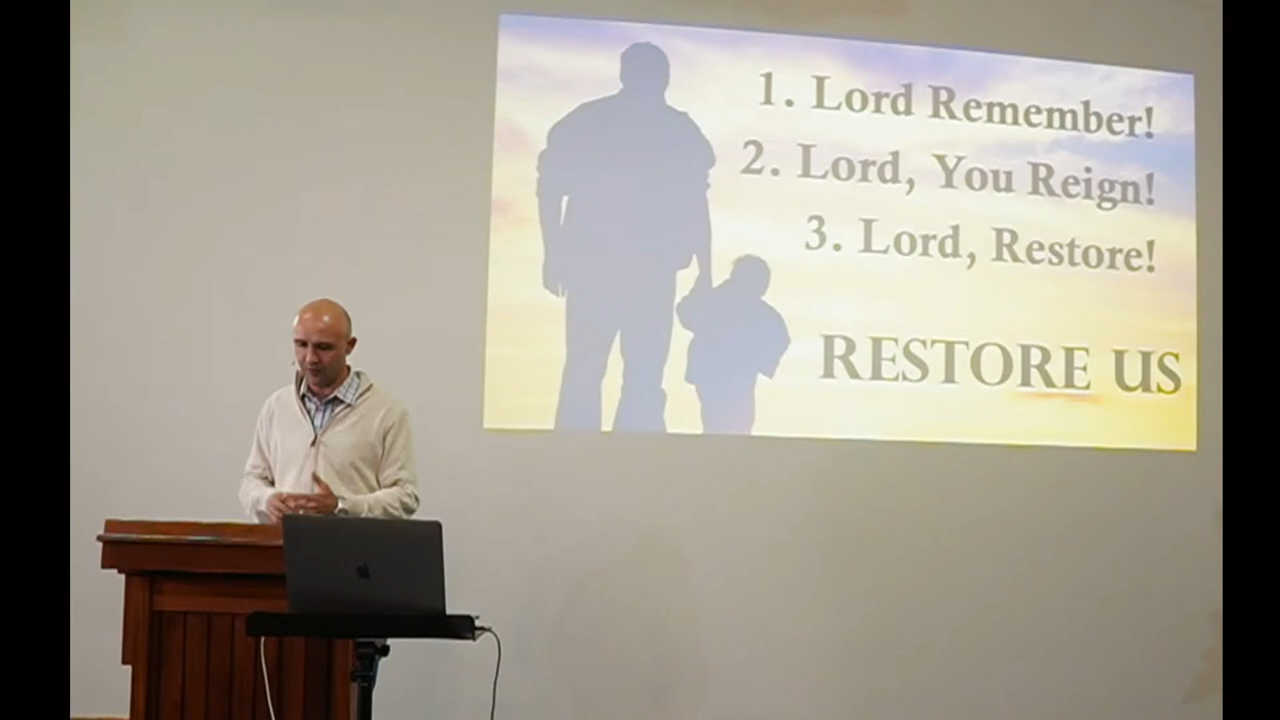 1. Lord Remember!
2. Lord, You Reign!
3. Lord, Restore!
RESTORE US